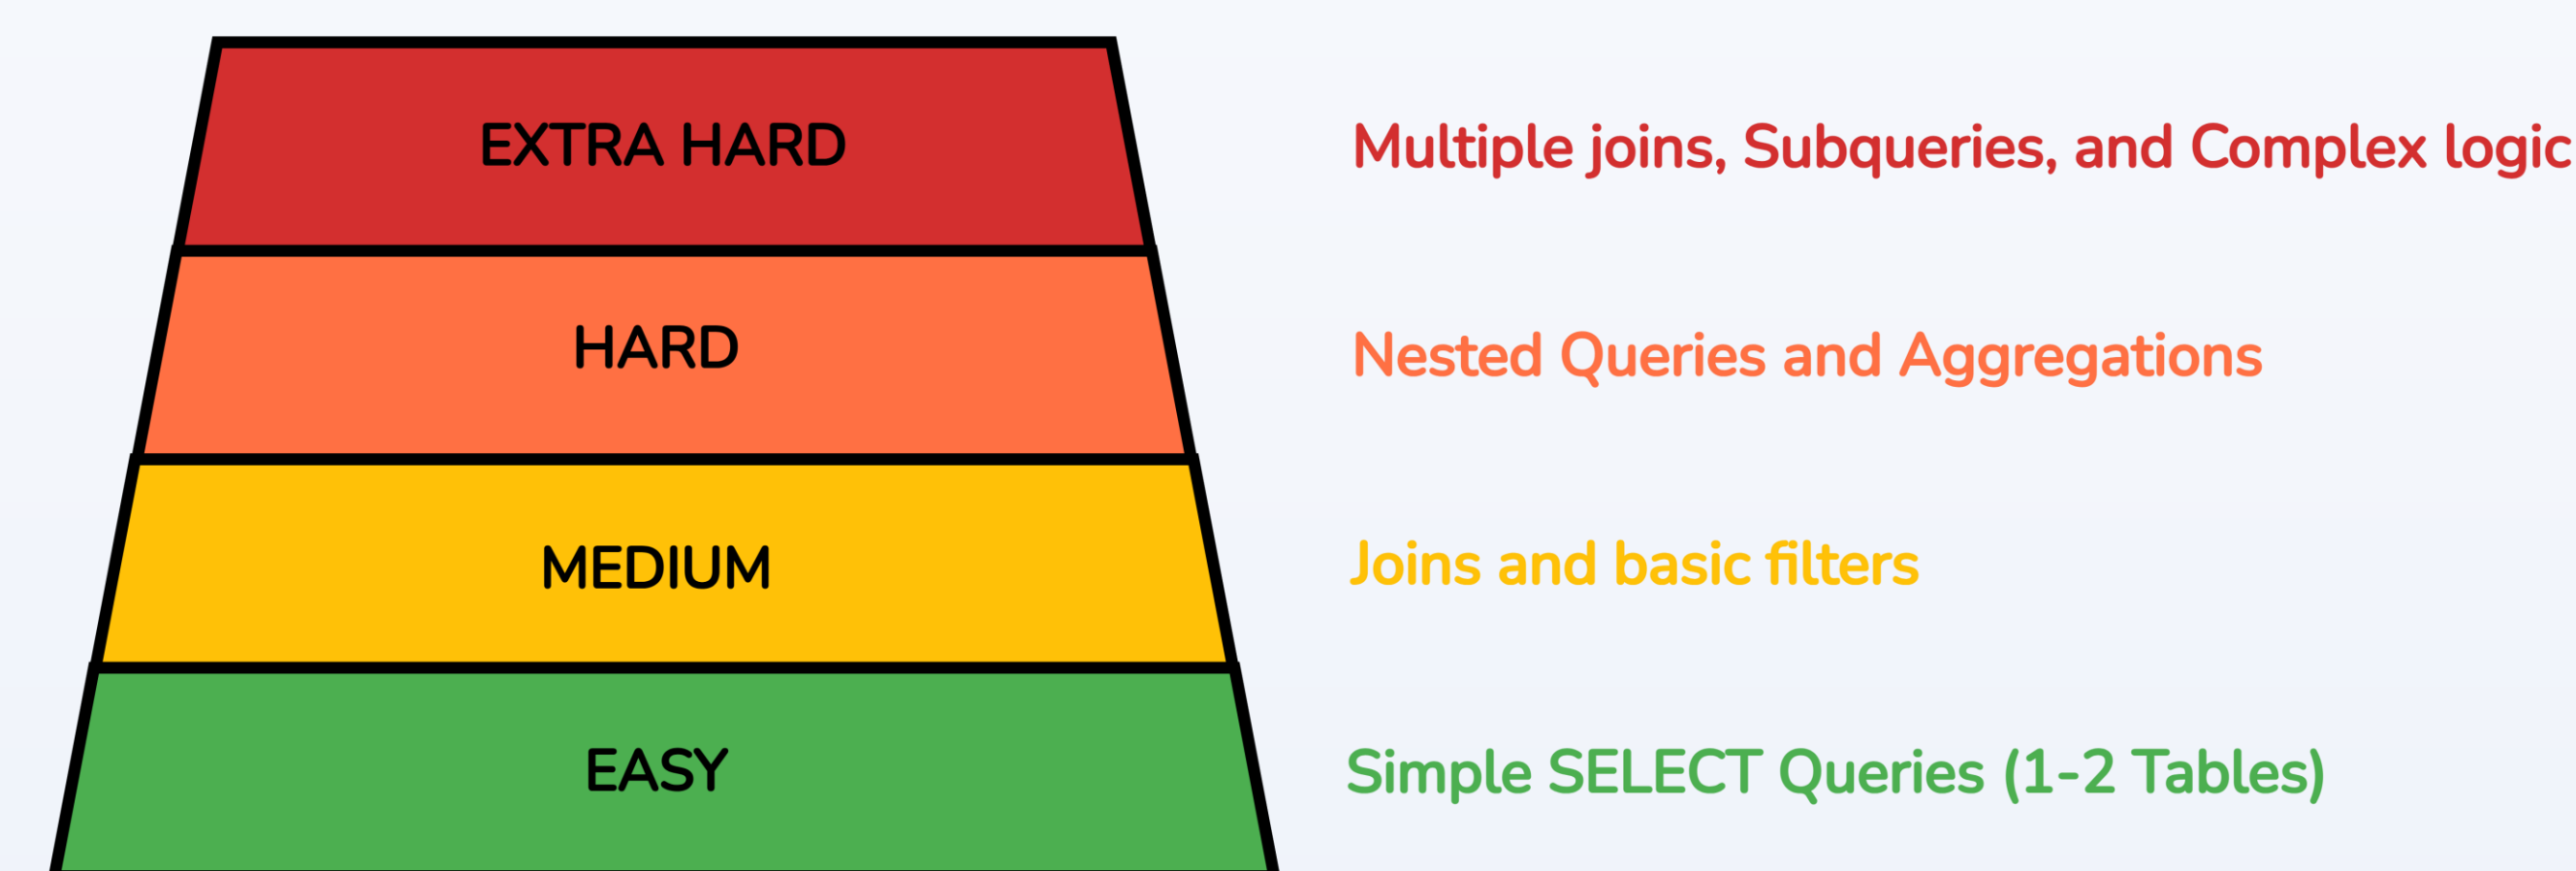 EXTRA HARD
Multiple joins, Subqueries, and Complex logic
HARD
Nested Queries and Aggregations
MEDIUM
Joins and basic filters
EASY
Simple SELECT Queries (1-2 Tables)